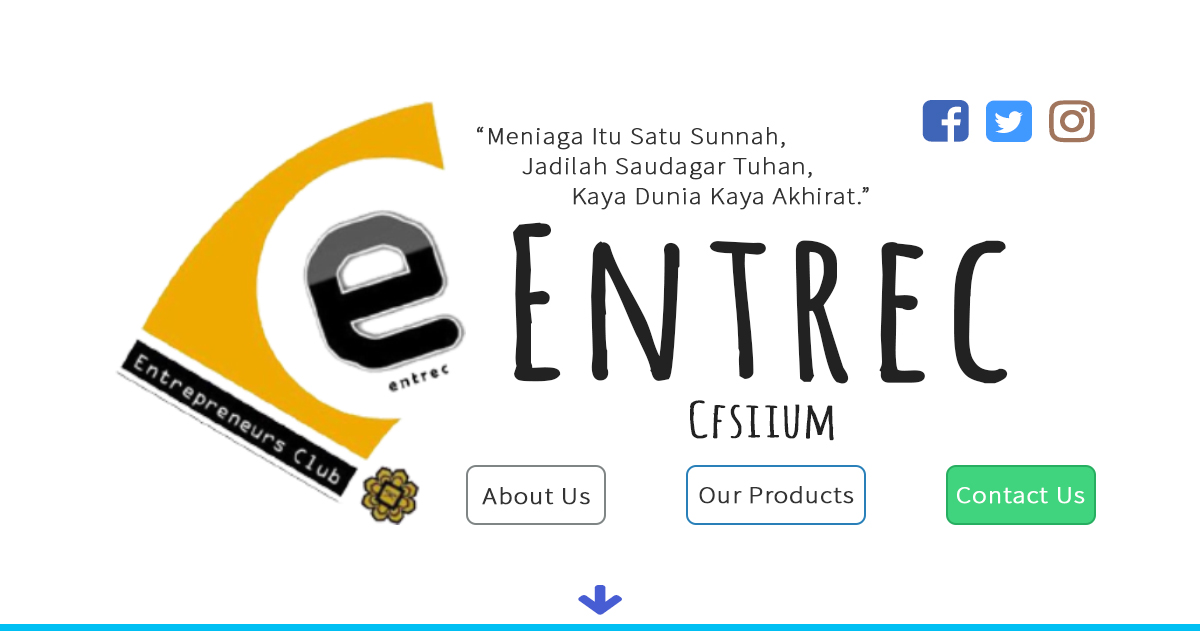 “Meniaga Itu Satu Sunnah,
Jadilah Saudagar Tuhan,
Kaya Dunia Kaya Akhirat.”
e
entrec
Entrepreneurs Club
Entrec
Cfsiium
About Us
Our Products
Contact Us